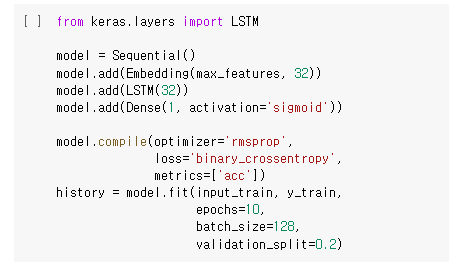 [ ] from keras.layers import LSTM
model = Sequential()
model.add(Embedding(max_features, 32))
model.add(LSTM(32))
model.add(Dense(1, activation='sigmoid'))
model.compile(optimizer='rmsprop',
loss='binary_crossentropy',
metrics=['acc'])
history = model.fit(input_train, y_train,
epochs=10,
batch_size=128,
validation_split=0.2)